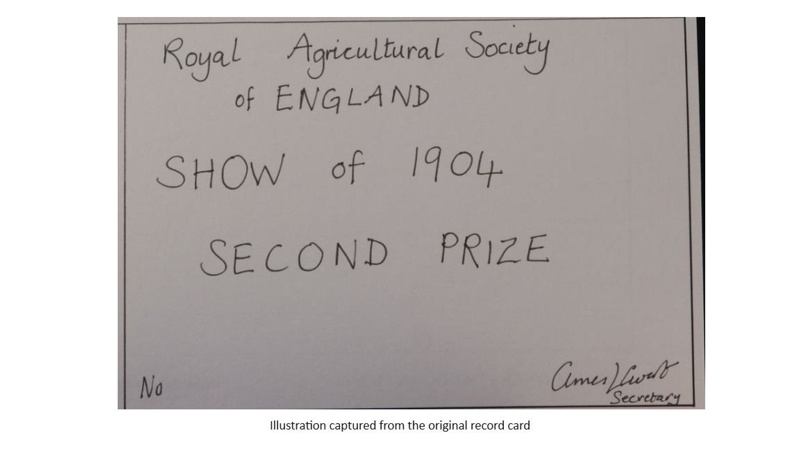 Royal Agricultural Society
of ENGLAND
SHOW of 1904
SECOND PRIZE
No
Secretary
Illustration captured from the original record card